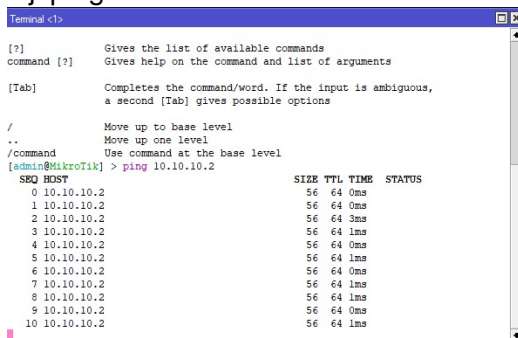 Terminal <1>
[?] Gives the list of available commands
command [?] Gives help on the command and list of arguments
[Tab] Completes the command/word. If the input is ambiguous,
a second [Tab] gives possible options
/ Move up to base level
.. Move up one level
/command Use command at the base level
[admin@MikroTik] > ping 10.10.10.2
SEQ HOST SIZE TTL TIME STATUS
0 10.10.10.2 56 64 0ms
1 10.10.10.2 56 64 0ms
2 10.10.10.2 56 64 3ms
3 10.10.10.2 56 64 1ms
4 10.10.10.2 56 64 0ms
5 10.10.10.2 56 64 1ms
6 10.10.10.2 56 64 0ms
7 10.10.10.2 56 64 1ms
8 10.10.10.2 56 64 1ms
9 10.10.10.2 56 64 0ms
10 10.10.10.2 56 64 1ms